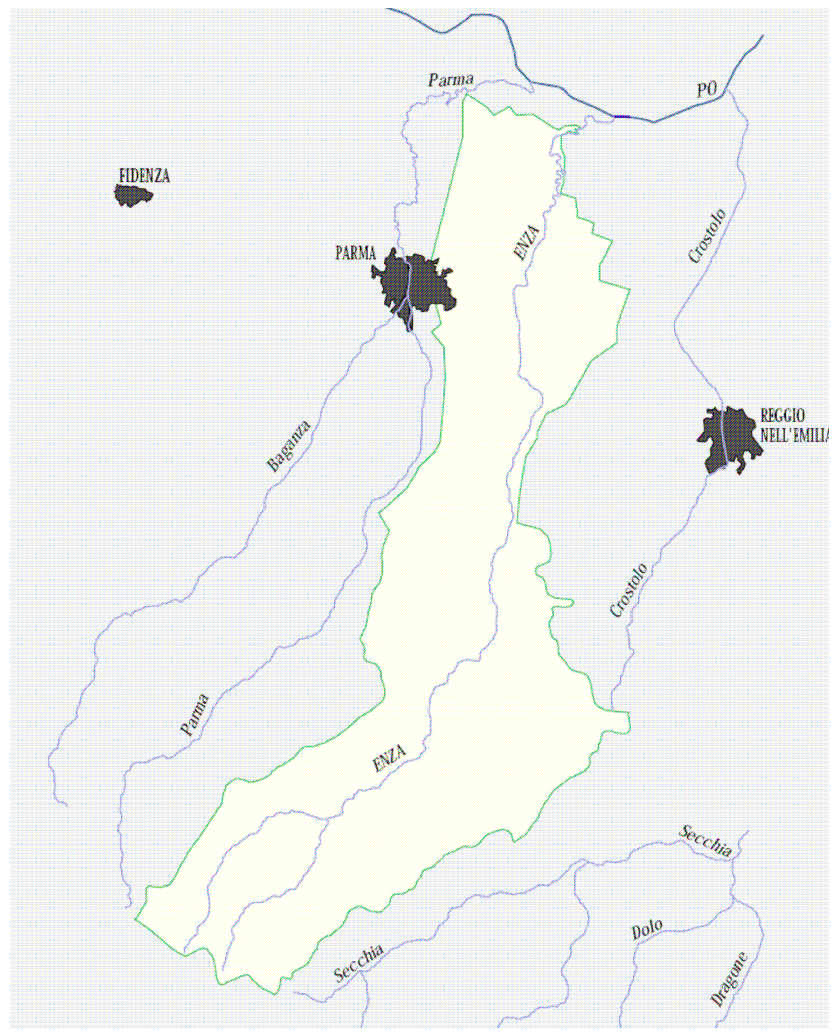 Parma
PO
FIDENZA
Crostolo
ENZA
PARMA
REGGIO
NELL'EMILIA
Baganza
Crostolo
Parma
ENZA
Secchia
Dolo
Secchia
Dragone